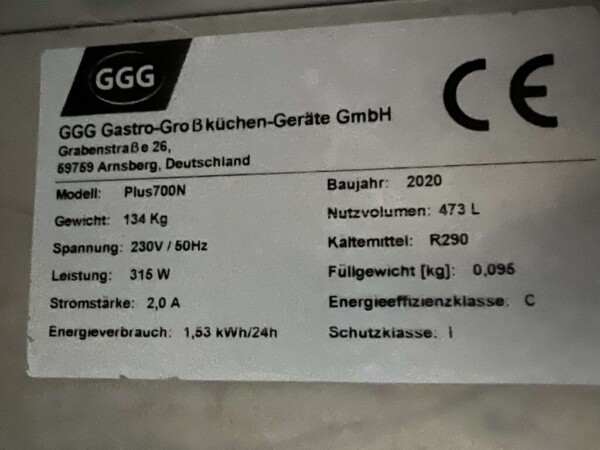 GGG
CE
GGG Gastro-Großküchen-Geräte GmbH
Grabenstraße 26,
59759 Arnsberg, Deutschland
Modell: Plus700N
Gewicht: 134 Kg
Spannung: 230V / 50Hz
Leistung: 315 W
Stromstärke: 2,0 A
Energieverbrauch: 1,53 kWh/24h
Baujahr: 2020
Nutzvolumen: 473 L
Kältemittel: R290
Füllgewicht [kg]: 0,095
Energieeffizienzklasse: C
Schutzklasse: I